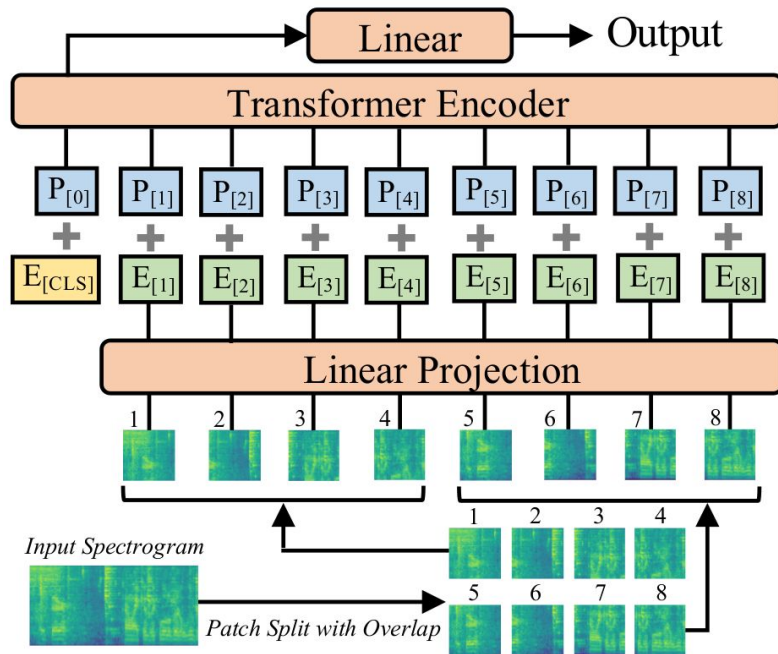 Linear Output
Transformer Encoder
P[0] P[1] P[2] P[3] P[4] P[5] P[6] P[7] P[8]
+ + + + + + + + +
E[CLS] E[1] E[2] E[3] E[4] E[5] E[6] E[7] E[8]
Linear Projection
1 2 3 4 5 6 7 8
1 2 3 4
Input Spectrogram
5 6 7 8
Patch Split with Overlap